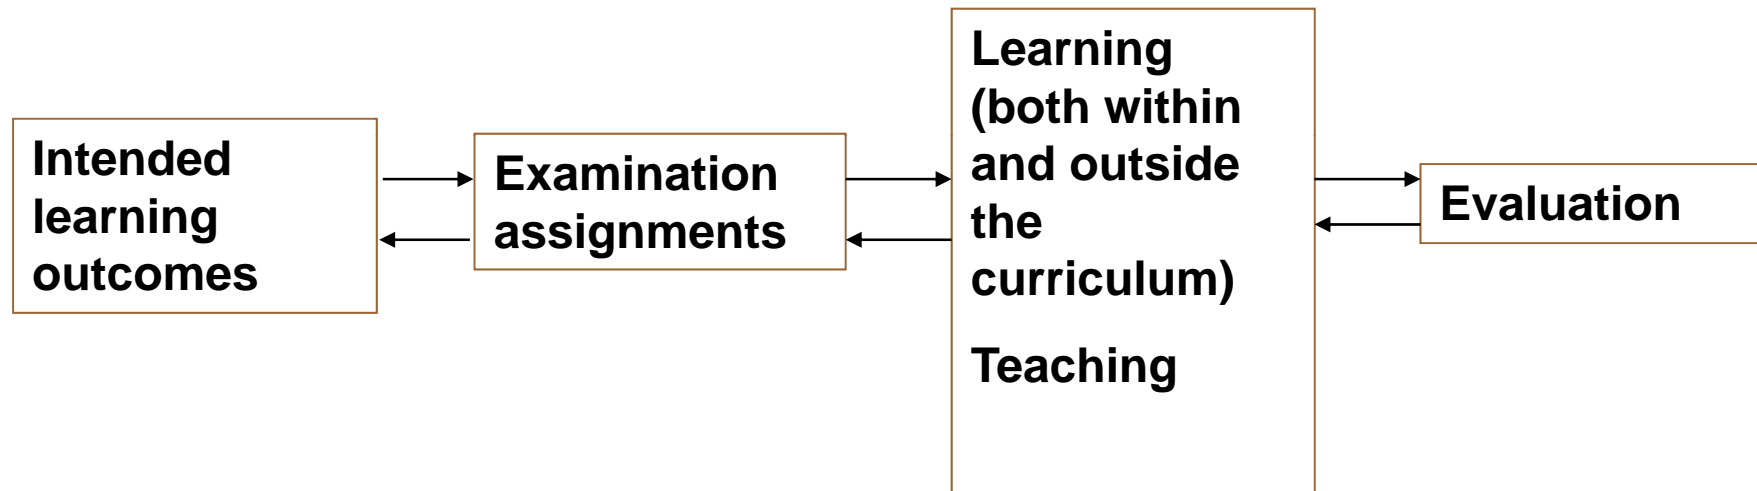 Intended
learning
outcomes
Examination
assignments
Learning
(both within
and outside
the
curriculum)
Teaching
Evaluation